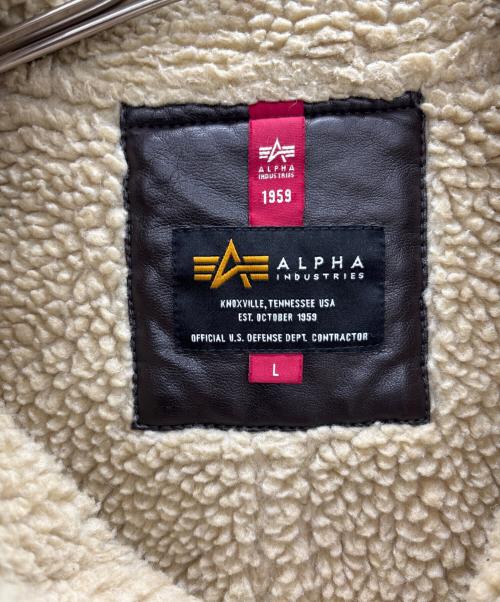 ALPHA
INDUSTRIES
1959
ALPHA
INDUSTRIES
KNOXVILLE, TENNESSEE USA
EST. OCTOBER 1959
OFFICIAL U.S. DEFENSE DEPT. CONTRACTOR
L